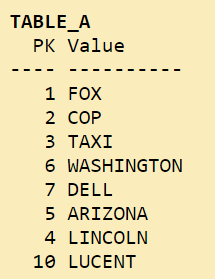 TABLE_A
PK Value
---- ----------
1 FOX
2 COP
3 TAXI
6 WASHINGTON
7 DELL
5 ARIZONA
4 LINCOLN
10 LUCENT